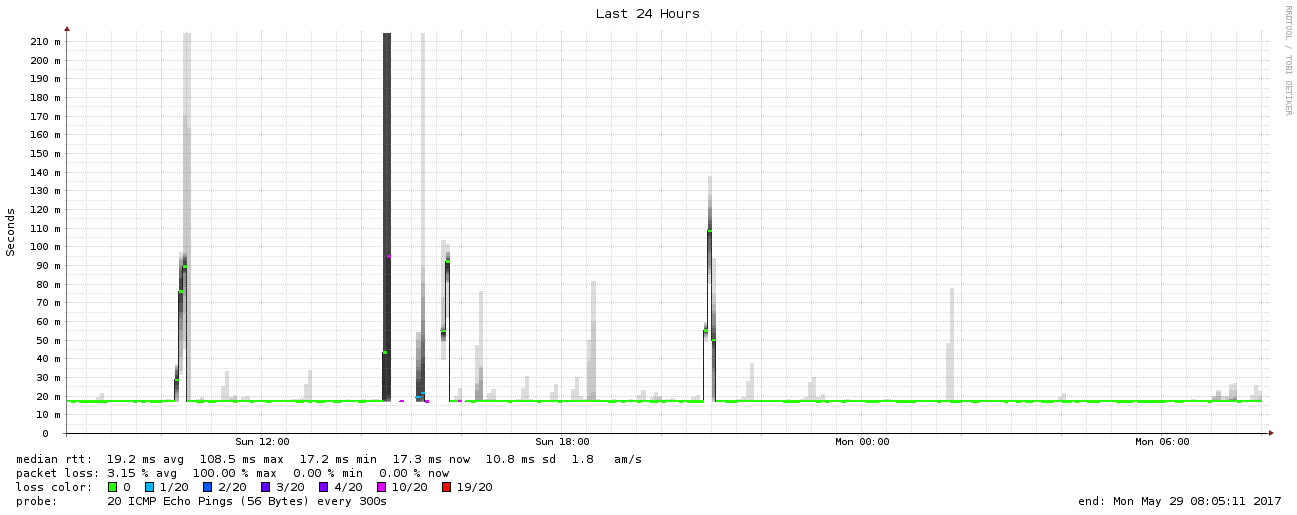 Last 24 Hours
RRDTOOL / TOBI OETIKER
Seconds
210 m
200 m
190 m
180 m
170 m
160 m
150 m
140 m
130 m
120 m
110 m
100 m
90 m
80 m
70 m
60 m
50 m
40 m
30 m
20 m
10 m
0
Sun 12:00 Sun 18:00 Mon 00:00 Mon 06:00
median rtt: 19.2 ms avg 108.5 ms max 17.2 ms min 17.3 ms now 10.8 ms sd 1.8 am/s
packet loss: 3.15 % avg 100.00 % max 0.00 % min 0.00 % now
loss color: 0 1/20 2/20 3/20 4/20 10/20 19/20
probe: 20 ICMP Echo Pings (56 Bytes) every 300s end: Mon May 29 08:05:11 2017